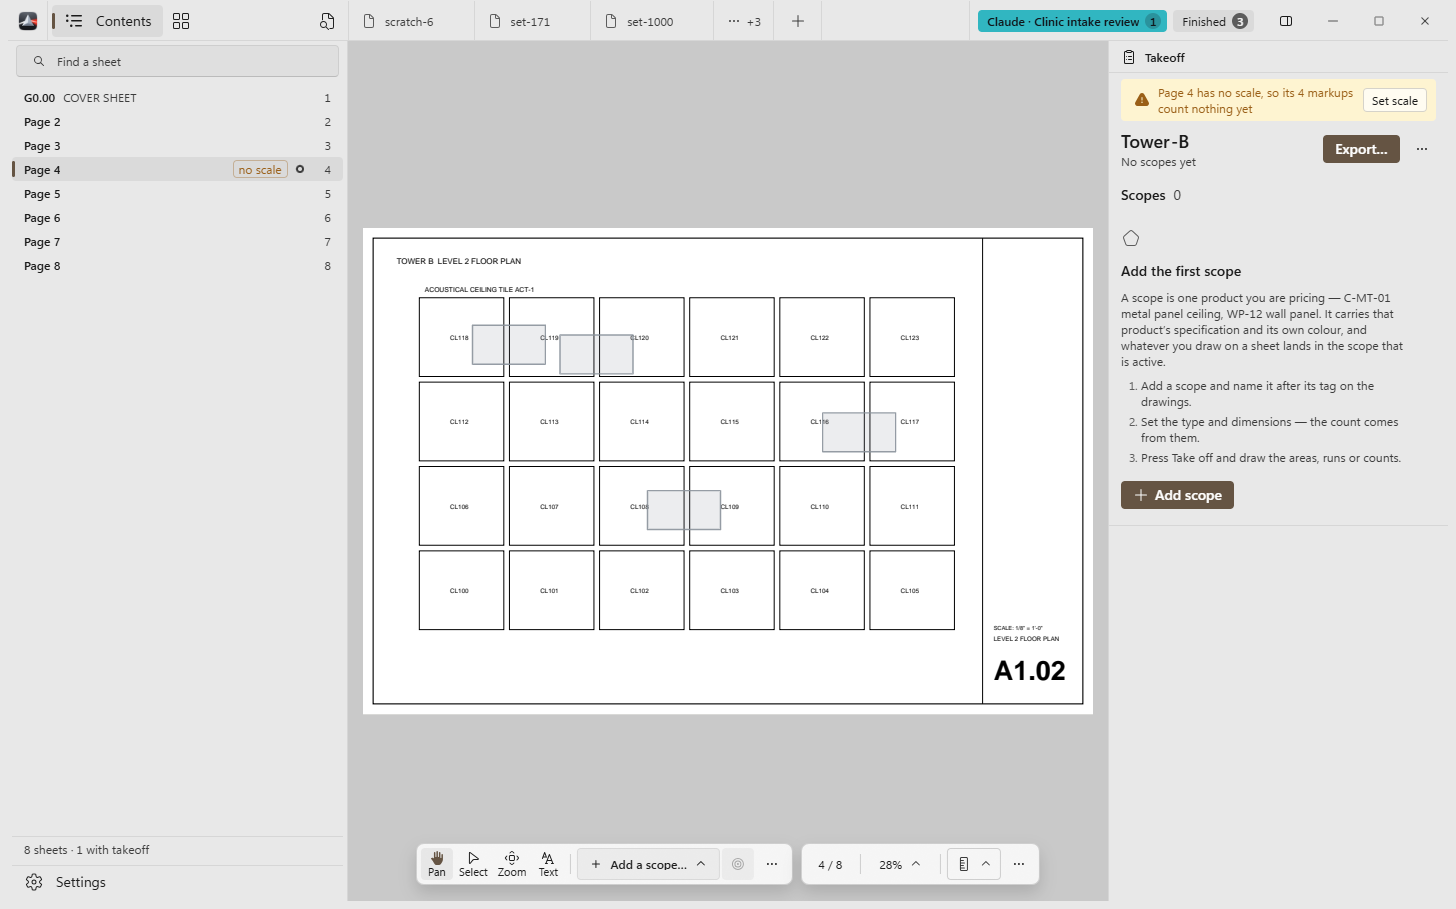 Contents
scratch-6
set-171
set-1000
··· +3
Claude · Clinic intake review 1
Finished 3
Find a sheet
G0.00 COVER SHEET 1
Page 2 2
Page 3 3
Page 4 no scale 4
Page 5 5
Page 6 6
Page 7 7
Page 8 8
8 sheets · 1 with takeoff
Settings
TOWER B LEVEL 2 FLOOR PLAN
ACOUSTICAL CEILING TILE ACT-1
CL118 CL119 CL120 CL121 CL122 CL123
CL112 CL113 CL114 CL115 CL116 CL117
CL106 CL107 CL108 CL109 CL110 CL111
CL100 CL101 CL102 CL103 CL104 CL105
SCALE: 1/8" = 1'-0"
LEVEL 2 FLOOR PLAN
A1.02
Pan
Select
Zoom
Text
Add a scope...
4 / 8
28%
Takeoff
Page 4 has no scale, so its 4 markups
count nothing yet
Set scale
Tower-B
No scopes yet
Export...
Scopes 0
Add the first scope
A scope is one product you are pricing — C-MT-01
metal panel ceiling, WP-12 wall panel. It carries that
product's specification and its own colour, and
whatever you draw on a sheet lands in the scope that
is active.
1. Add a scope and name it after its tag on the
drawings.
2. Set the type and dimensions — the count comes
from them.
3. Press Take off and draw the areas, runs or counts.
Add scope